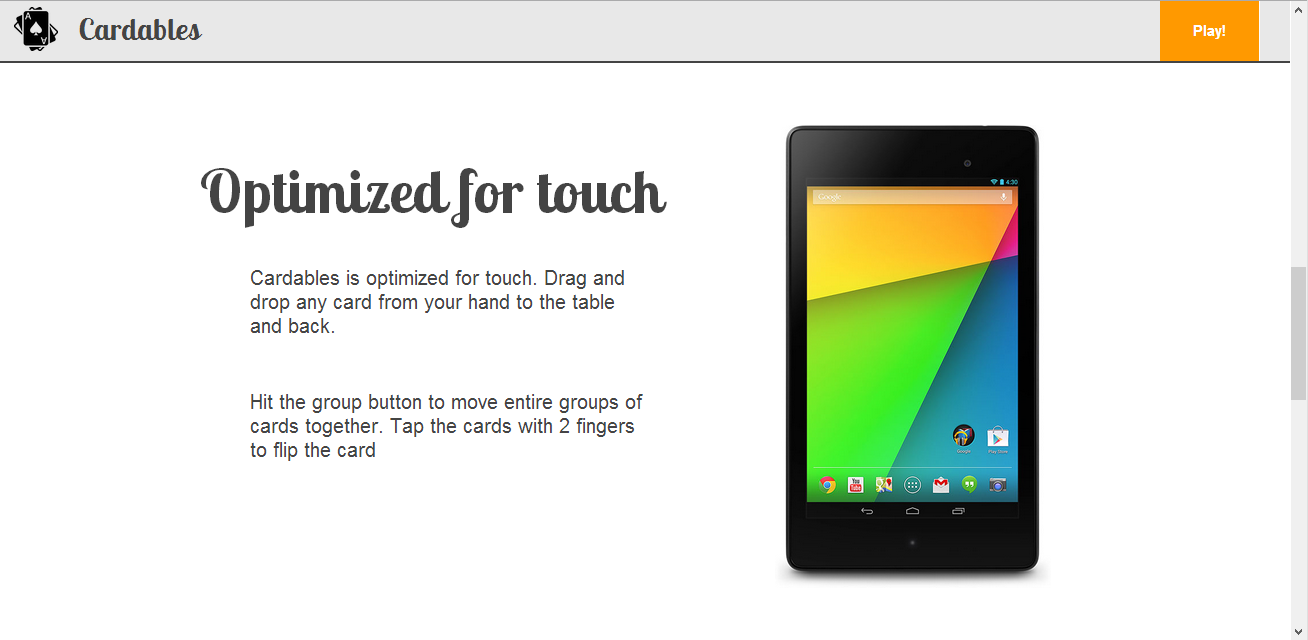 Cardables
Play!
Optimized for touch
Cardables is optimized for touch. Drag and
drop any card from your hand to the table
and back.
Hit the group button to move entire groups of
cards together. Tap the cards with 2 fingers
to flip the card
4:30
Google
Google
Play Store